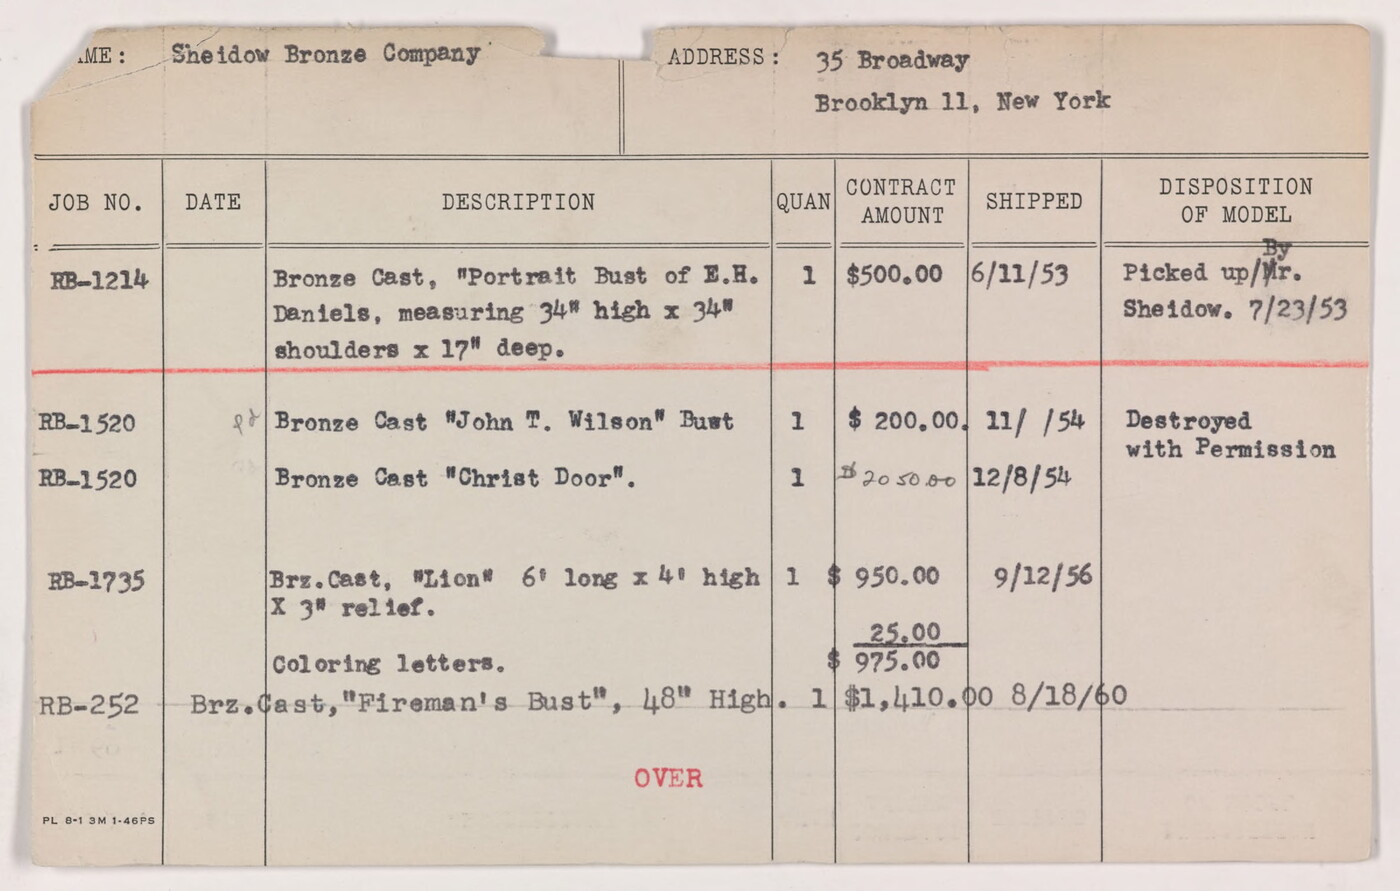 ME: Sheidow Bronze Company ADDRESS: 35 Broadway
Brooklyn 11, New York
JOB NO. DATE DESCRIPTION QUAN CONTRACT AMOUNT SHIPPED DISPOSITION OF MODEL
RB-1214 Bronze Cast, "Portrait Bust of E.H. 1 $500.00 6/11/53 Picked up/By Mr.
Daniels, measuring 34" high x 34" Sheidow. 7/23/53
shoulders x 17" deep.
RB-1520 Bronze Cast "John T. Wilson" Bust 1 $ 200.00. 11/ /54 Destroyed
with Permission
RB-1520 Bronze Cast "Christ Door". 1 $2050.00 12/8/54
RB-1735 Brz.Cast, "Lion" 6' long x 4' high 1 $ 950.00 9/12/56
X 3" relief.
25.00
Coloring letters. $ 975.00
RB-252 Brz.Cast,"Fireman's Bust", 48" High. 1 $1,410.00 8/18/60
OVER
PL 8-1 3M 1-46PS